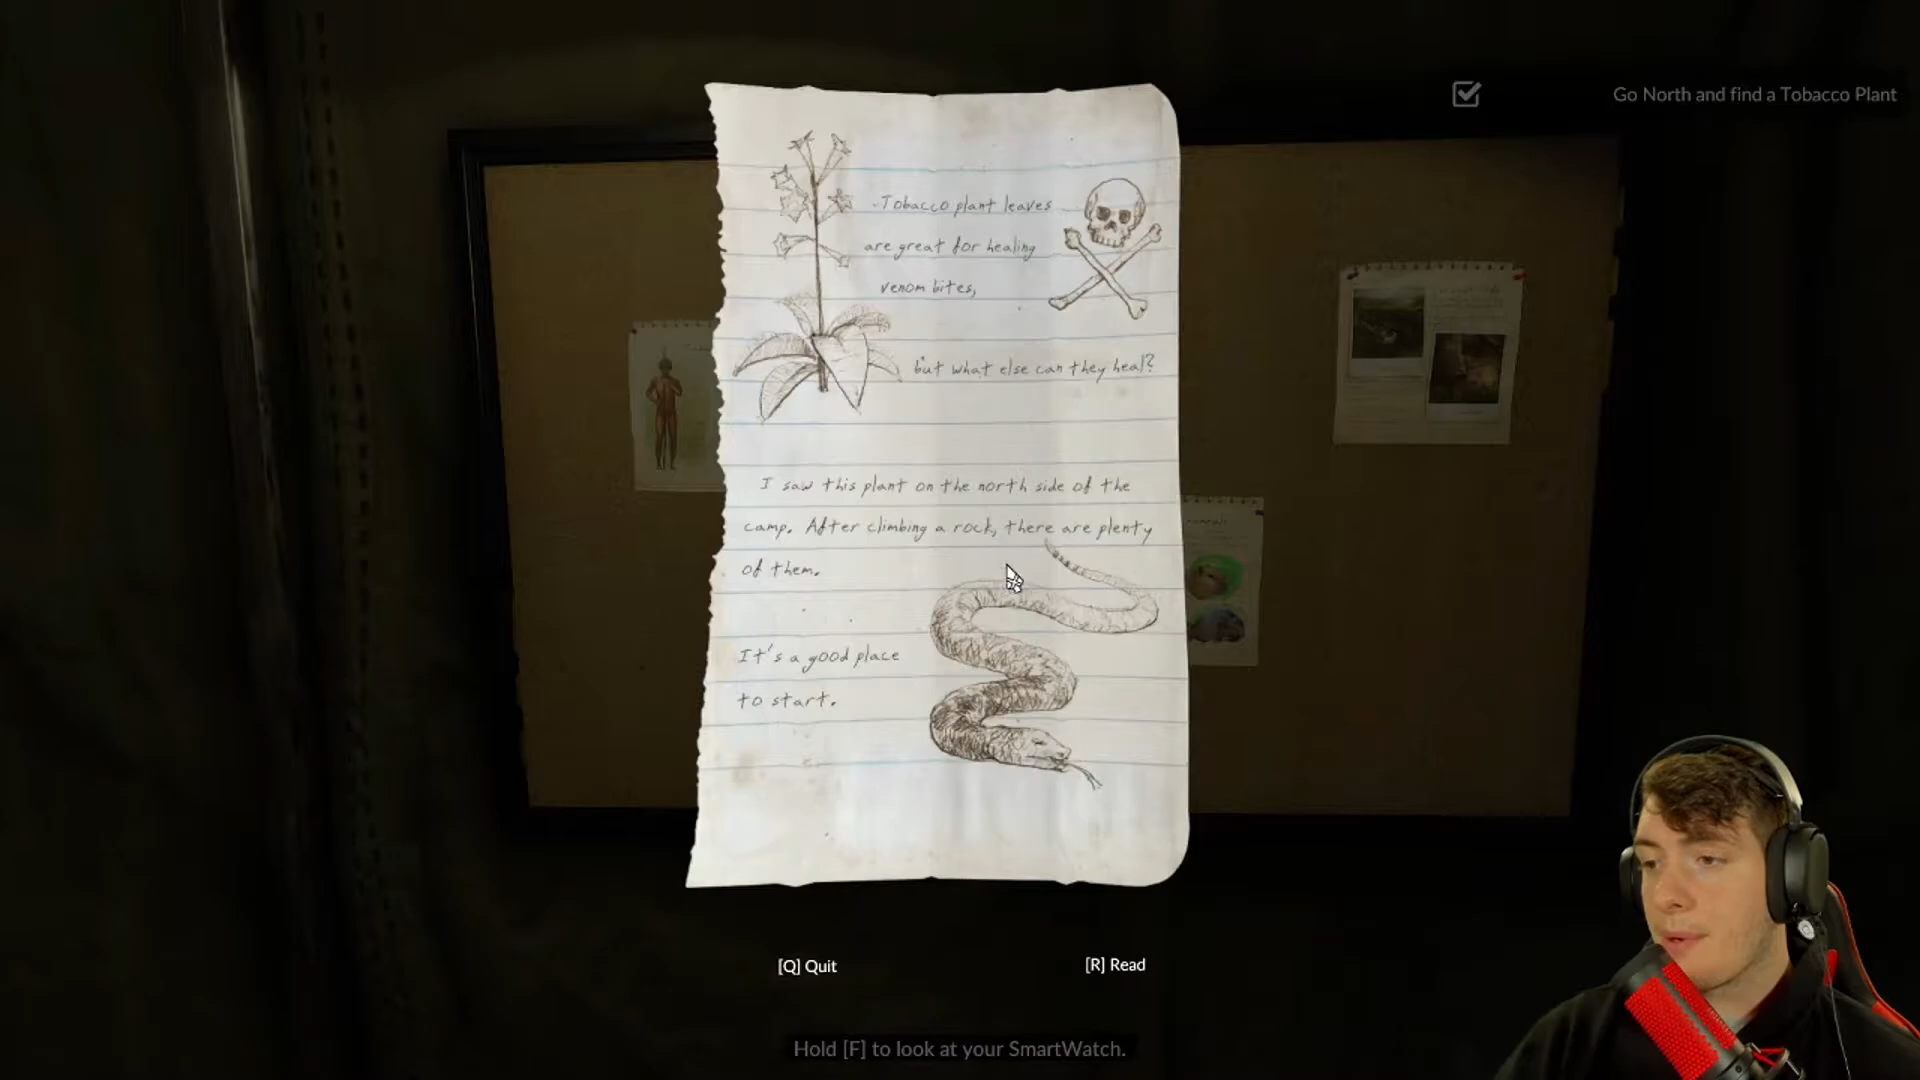 Go North and find a Tobacco Plant
-Tobacco plant leaves
are great for healing
venom bites,
but what else can they heal?
I saw this plant on the north side of the
camp. After climbing a rock, there are plenty
of them.
It's a good place
to start.
[Q] Quit
[R] Read
Hold [F] to look at your SmartWatch.